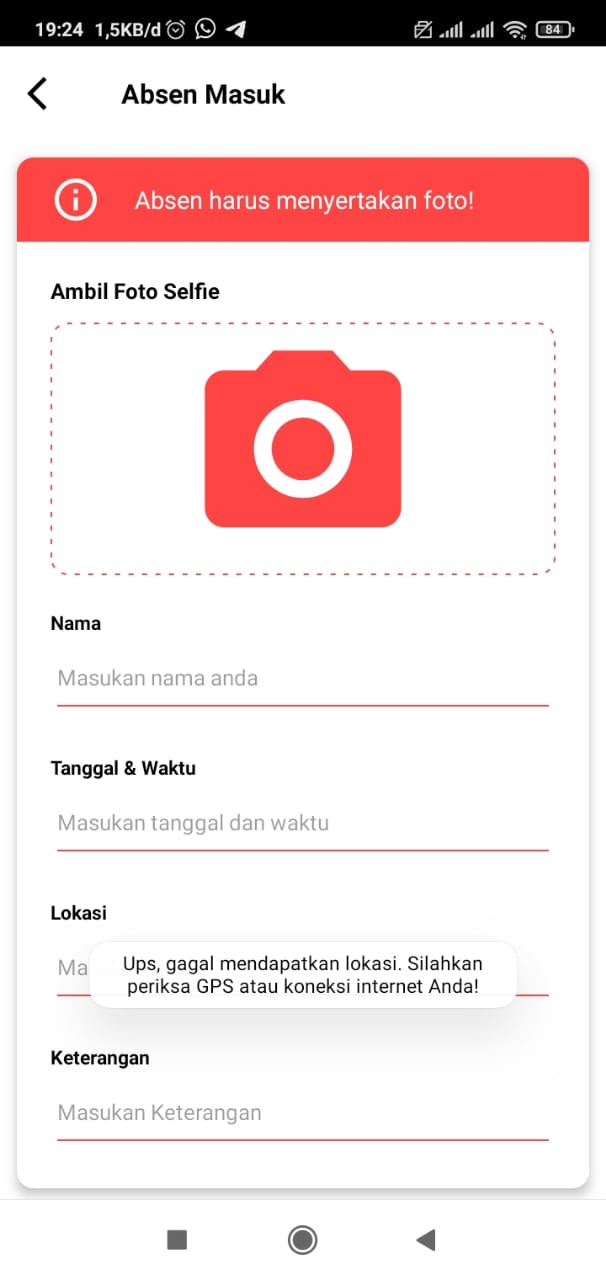 19:24 1,5KB/d
84
Absen Masuk
Absen harus menyertakan foto!
Ambil Foto Selfie
Nama
Masukan nama anda
Tanggal & Waktu
Masukan tanggal dan waktu
Lokasi
Ups, gagal mendapatkan lokasi. Silahkan
periksa GPS atau koneksi internet Anda!
Keterangan
Masukan Keterangan